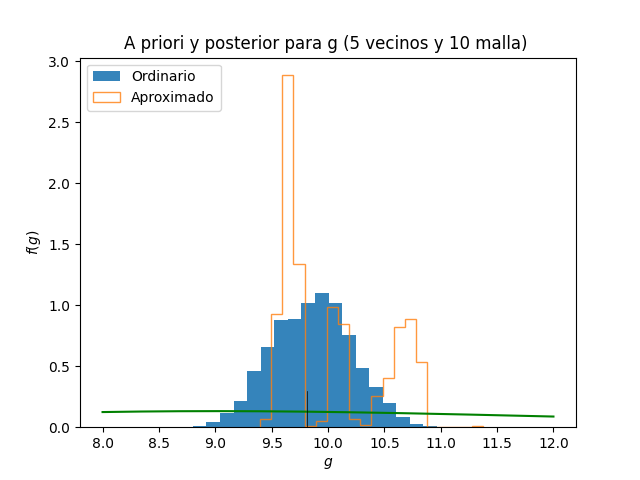 A priori y posterior para g (5 vecinos y 10 malla)
Ordinario
Aproximado
3.0
2.5
2.0
1.5
1.0
0.5
0.0
f(g)
8.0 8.5 9.0 9.5 10.0 10.5 11.0 11.5 12.0
g